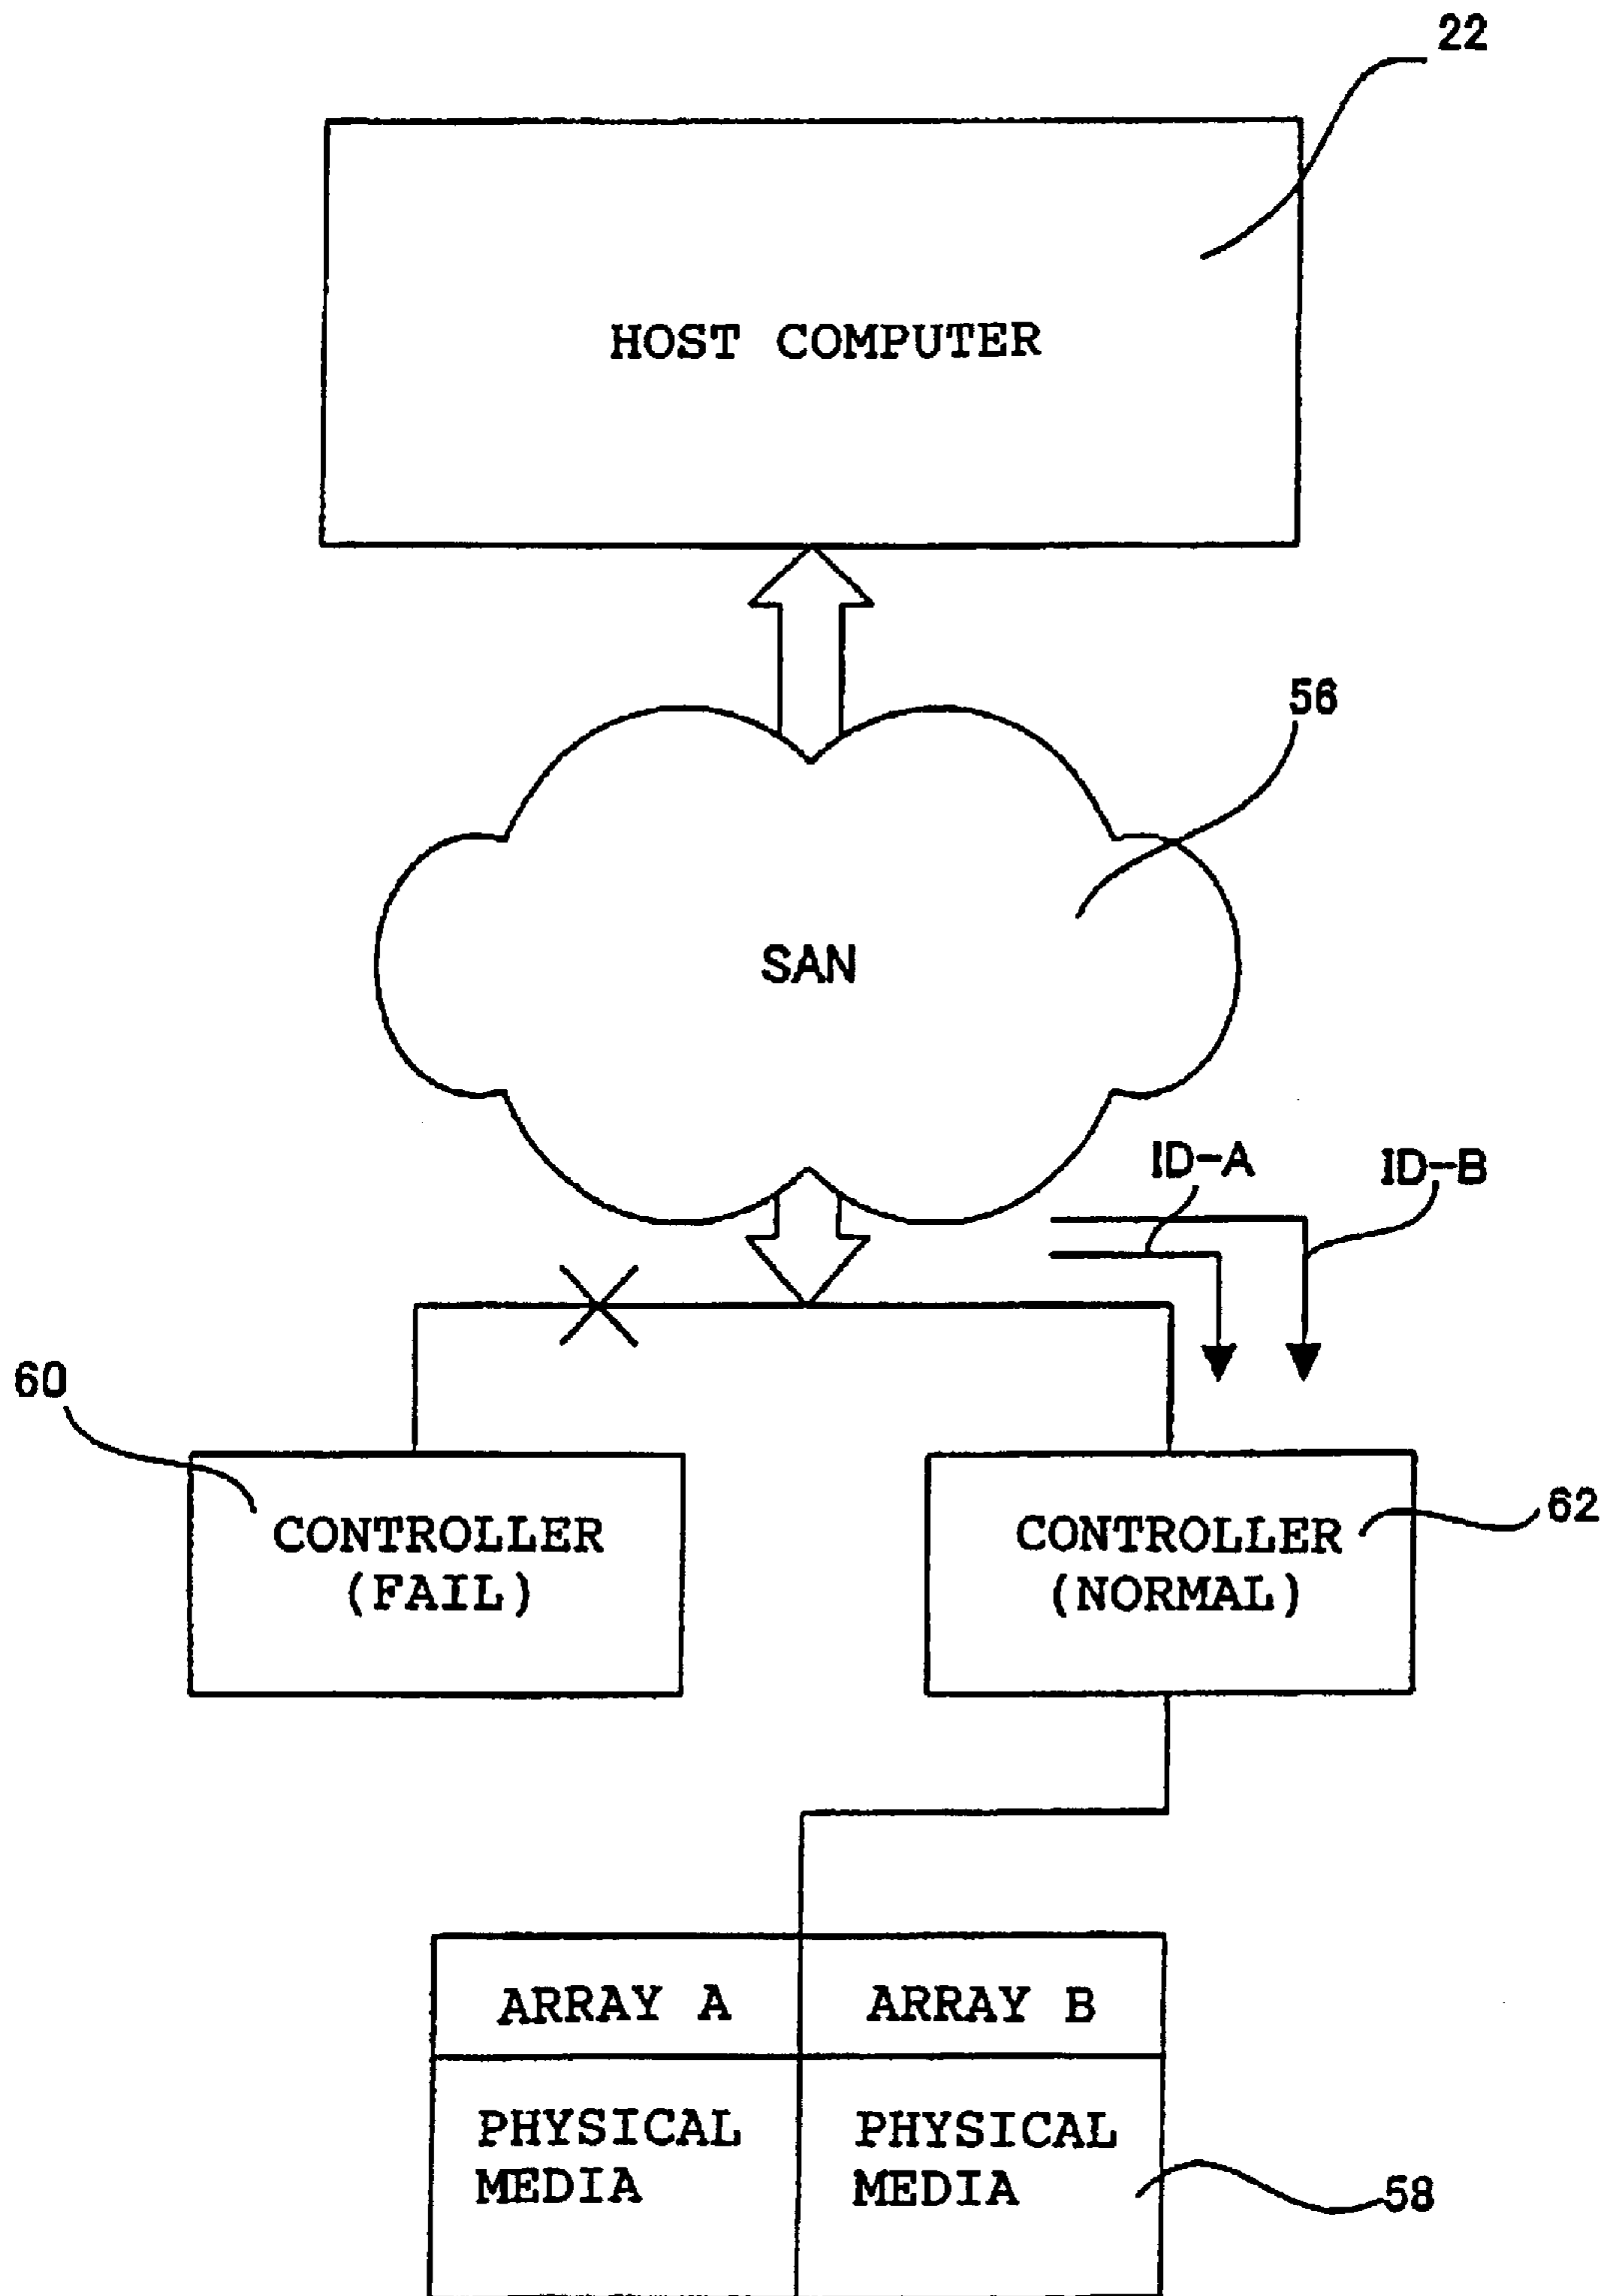 22
HOST COMPUTER
56
SAN
ID-A
ID-B
60
CONTROLLER
(FAIL)
CONTROLLER
(NORMAL)
62
ARRAY A
ARRAY B
PHYSICAL
MEDIA
PHYSICAL
MEDIA
58